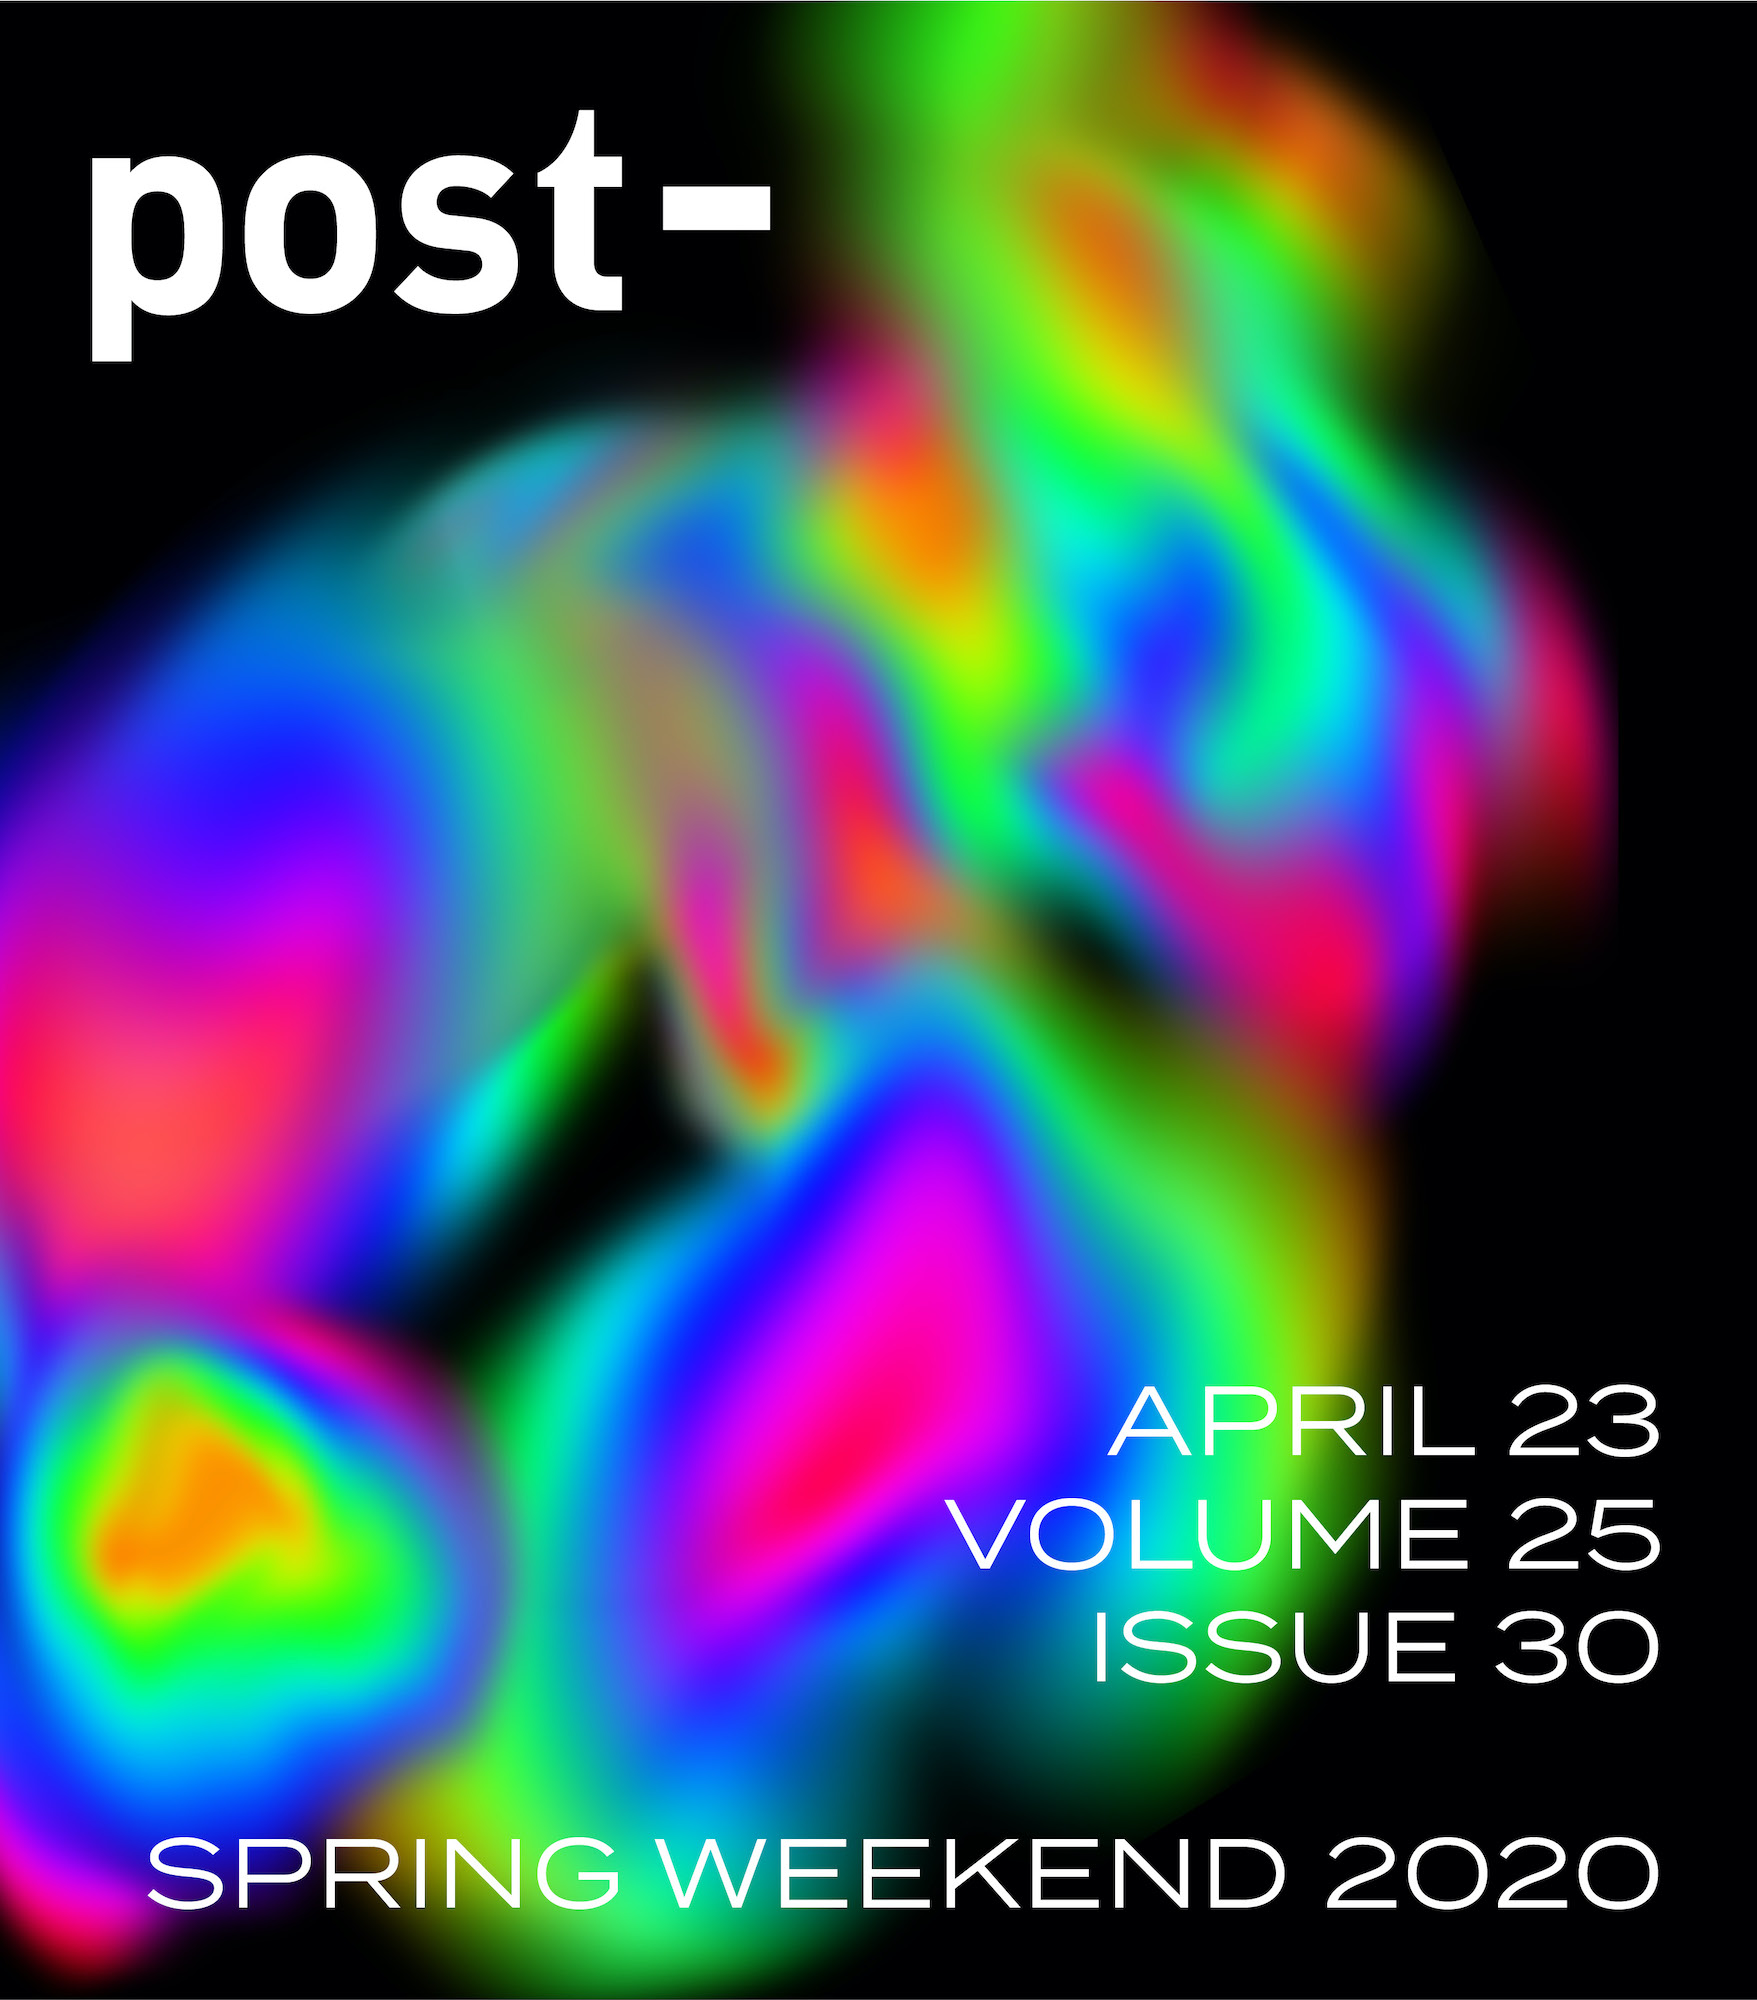 post-
APRIL 23
VOLUME 25
ISSUE 30
SPRING WEEKEND 2020